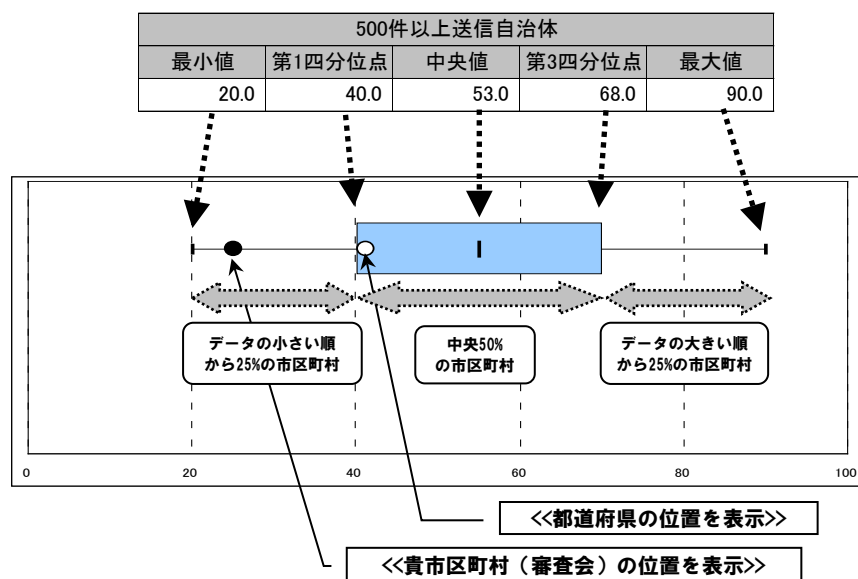 500件以上送信自治体
最小値 第1四分位点 中央値 第3四分位点 最大値
20.0 40.0 53.0 68.0 90.0
データの小さい順
から25%の市区町村
中央50%
の市区町村
データの大きい順
から25%の市区町村
0 20 40 60 80 100
<<都道府県の位置を表示>>
<<貴市区町村（審査会）の位置を表示>>